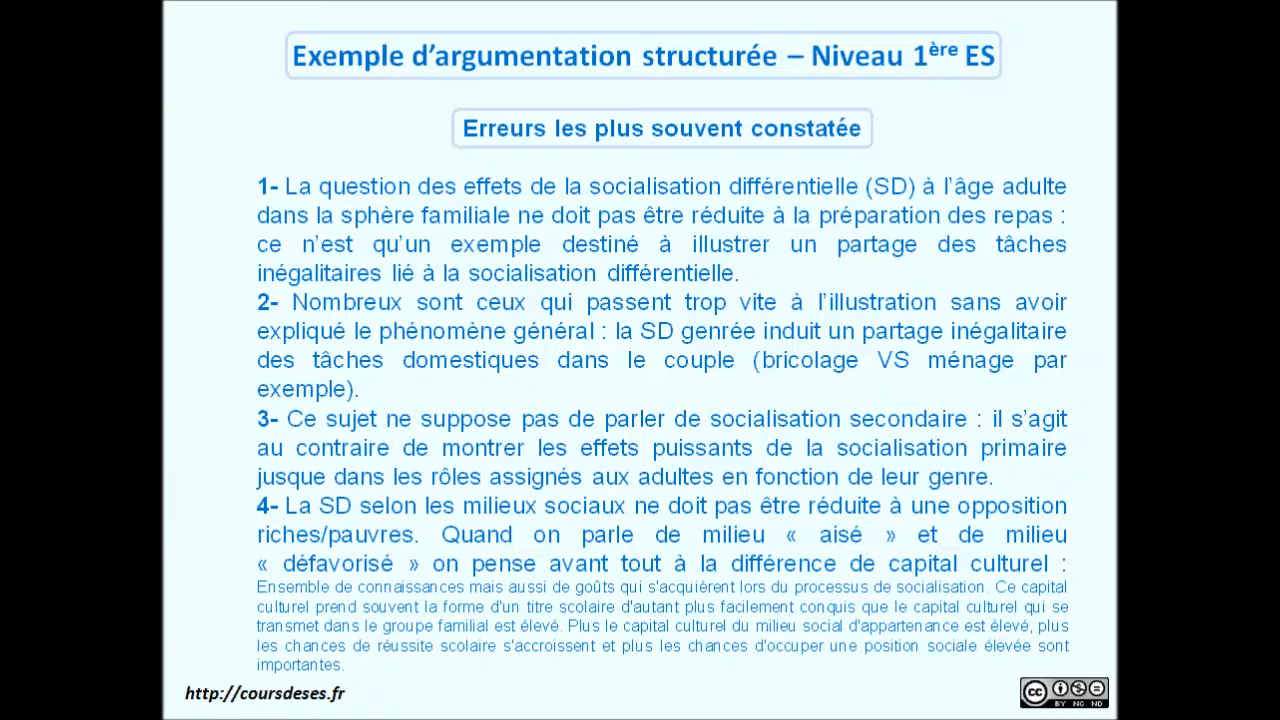 Exemple d’argumentation structurée – Niveau 1ère ES
Erreurs les plus souvent constatée
1- La question des effets de la socialisation différentielle (SD) à l’âge adulte
dans la sphère familiale ne doit pas être réduite à la préparation des repas :
ce n’est qu’un exemple destiné à illustrer un partage des tâches
inégalitaires lié à la socialisation différentielle.
2- Nombreux sont ceux qui passent trop vite à l’illustration sans avoir
expliqué le phénomène général : la SD genrée induit un partage inégalitaire
des tâches domestiques dans le couple (bricolage VS ménage par
exemple).
3- Ce sujet ne suppose pas de parler de socialisation secondaire : il s’agit
au contraire de montrer les effets puissants de la socialisation primaire
jusque dans les rôles assignés aux adultes en fonction de leur genre.
4- La SD selon les milieux sociaux ne doit pas être réduite à une opposition
riches/pauvres. Quand on parle de milieu « aisé » et de milieu
« défavorisé » on pense avant tout à la différence de capital culturel :
Ensemble de connaissances mais aussi de goûts qui s'acquièrent lors du processus de socialisation. Ce capital
culturel prend souvent la forme d'un titre scolaire d'autant plus facilement conquis que le capital culturel qui se
transmet dans le groupe familial est élevé. Plus le capital culturel du milieu social d'appartenance est élevé, plus
les chances de réussite scolaire s'accroissent et plus les chances d'occuper une position sociale élevée sont
importantes.
http://coursdeses.fr
cc
BY NC ND